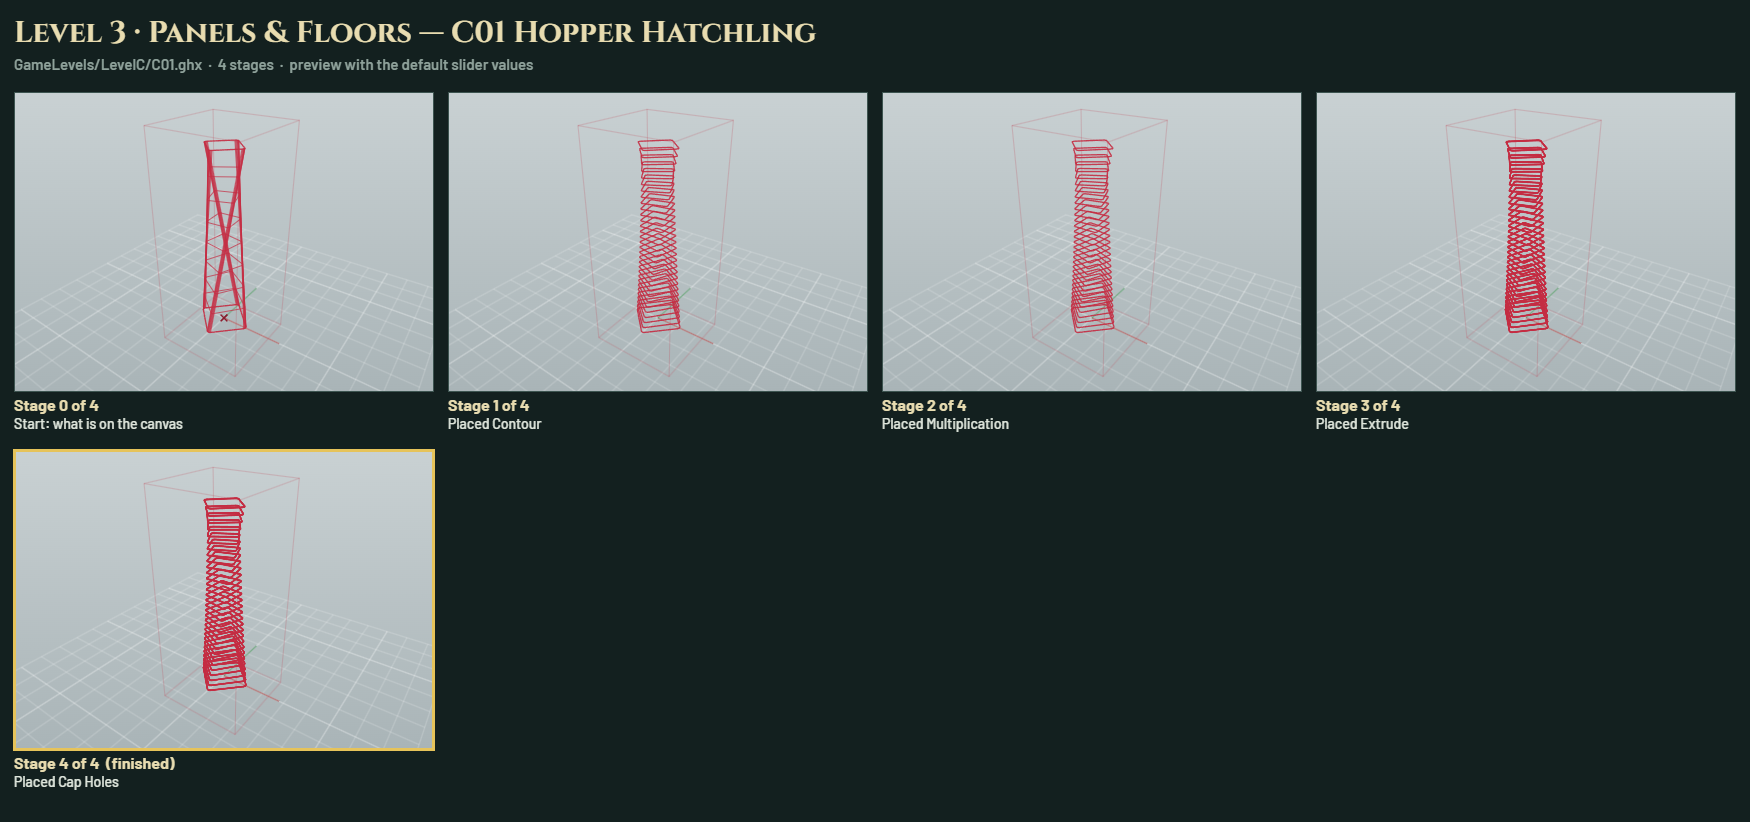 Level 3 · Panels & Floors — C01 Hopper Hatchling
GameLevels/LevelC/C01.ghx · 4 stages · preview with the default slider values
Stage 0 of 4
Start: what is on the canvas
Stage 1 of 4
Placed Contour
Stage 2 of 4
Placed Multiplication
Stage 3 of 4
Placed Extrude
Stage 4 of 4 (finished)
Placed Cap Holes